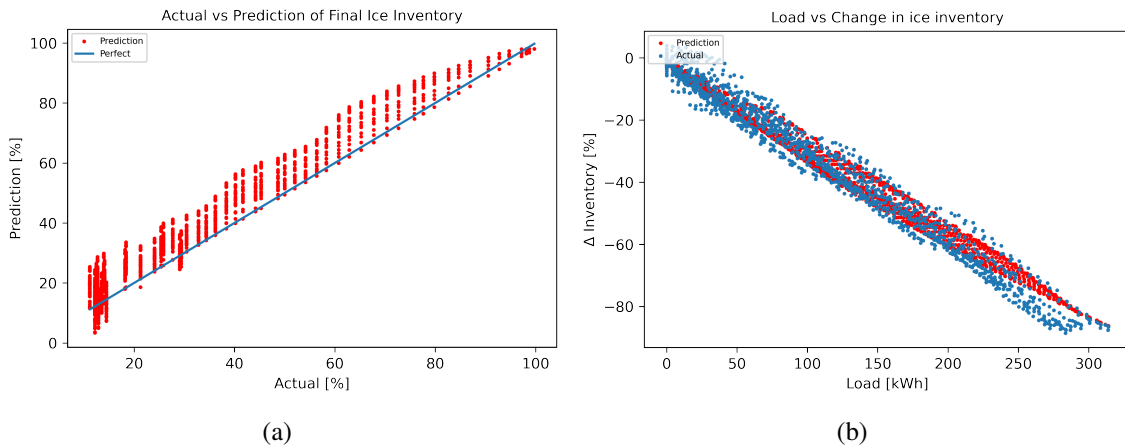 Actual vs Prediction of Final Ice Inventory
Prediction
Perfect
100
80
60
40
20
0
Prediction [%]
20
40
60
80
100
Actual [%]
(a)
Load vs Change in ice inventory
Prediction
Actual
0
−20
−40
−60
−80
Δ Inventory [%]
0
50
100
150
200
250
300
Load [kWh]
(b)